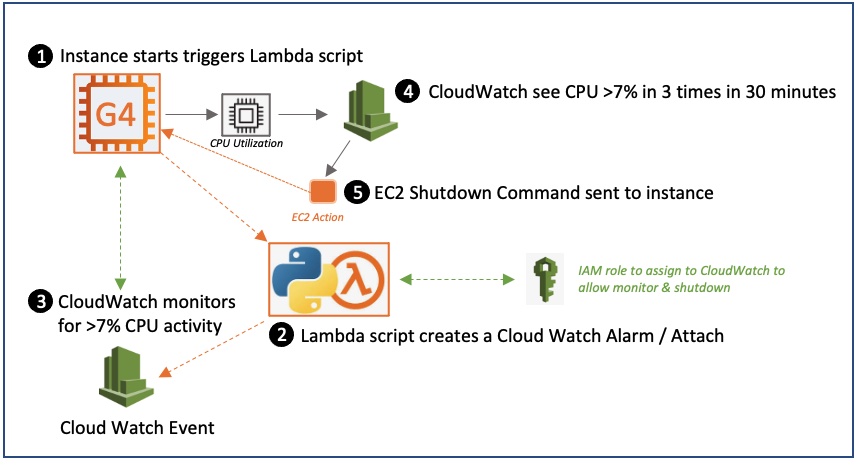 1 Instance starts triggers Lambda script
G4
CPU Utilization
4 CloudWatch see CPU >7% in 3 times in 30 minutes
5 EC2 Shutdown Command sent to instance
EC2 Action
λ
IAM role to assign to CloudWatch to
allow monitor & shutdown
3 CloudWatch monitors
for >7% CPU activity
2 Lambda script creates a Cloud Watch Alarm / Attach
Cloud Watch Event